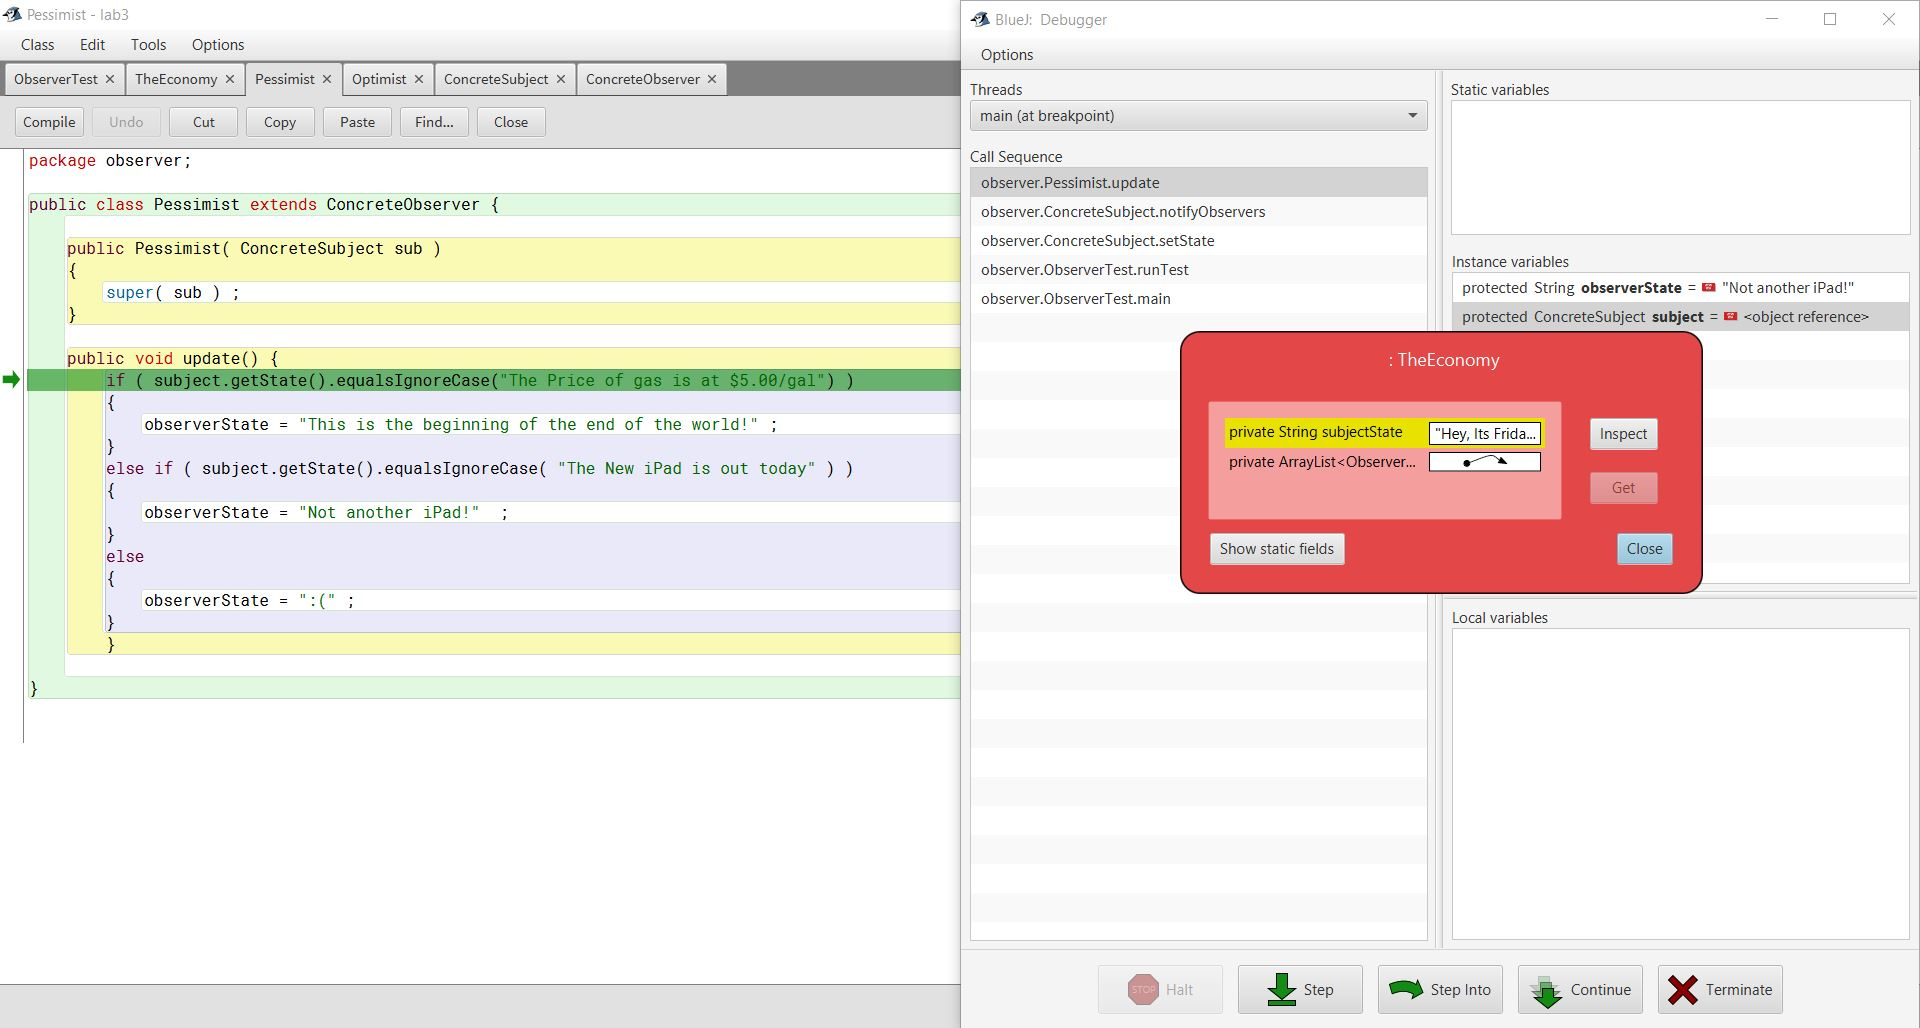 Pessimist - lab3
Class Edit Tools Options
ObserverTest × TheEconomy × Pessimist × Optimist × ConcreteSubject × ConcreteObserver ×
Compile Undo Cut Copy Paste Find... Close
package observer;
public class Pessimist extends ConcreteObserver {
public Pessimist( ConcreteSubject sub )
{
super( sub ) ;
}
public void update() {
if ( subject.getState().equalsIgnoreCase("The Price of gas is at $5.00/gal") )
{
observerState = "This is the beginning of the end of the world!" ;
}
else if ( subject.getState().equalsIgnoreCase( "The New iPad is out today" ) )
{
observerState = "Not another iPad!"  ;
}
else
{
observerState = ":(" ;
}
}
}
BlueJ: Debugger
Options
Threads
main (at breakpoint)
Call Sequence
observer.Pessimist.update
observer.ConcreteSubject.notifyObservers
observer.ConcreteSubject.setState
observer.ObserverTest.runTest
observer.ObserverTest.main
Static variables
Instance variables
protected String observerState = "Not another iPad!"
protected ConcreteSubject subject = <object reference>
: TheEconomy
private String subjectState "Hey, Its Frida...
private ArrayList<Observer...
Inspect
Get
Show static fields
Close
Local variables
STOP Halt Step Step Into Continue Terminate